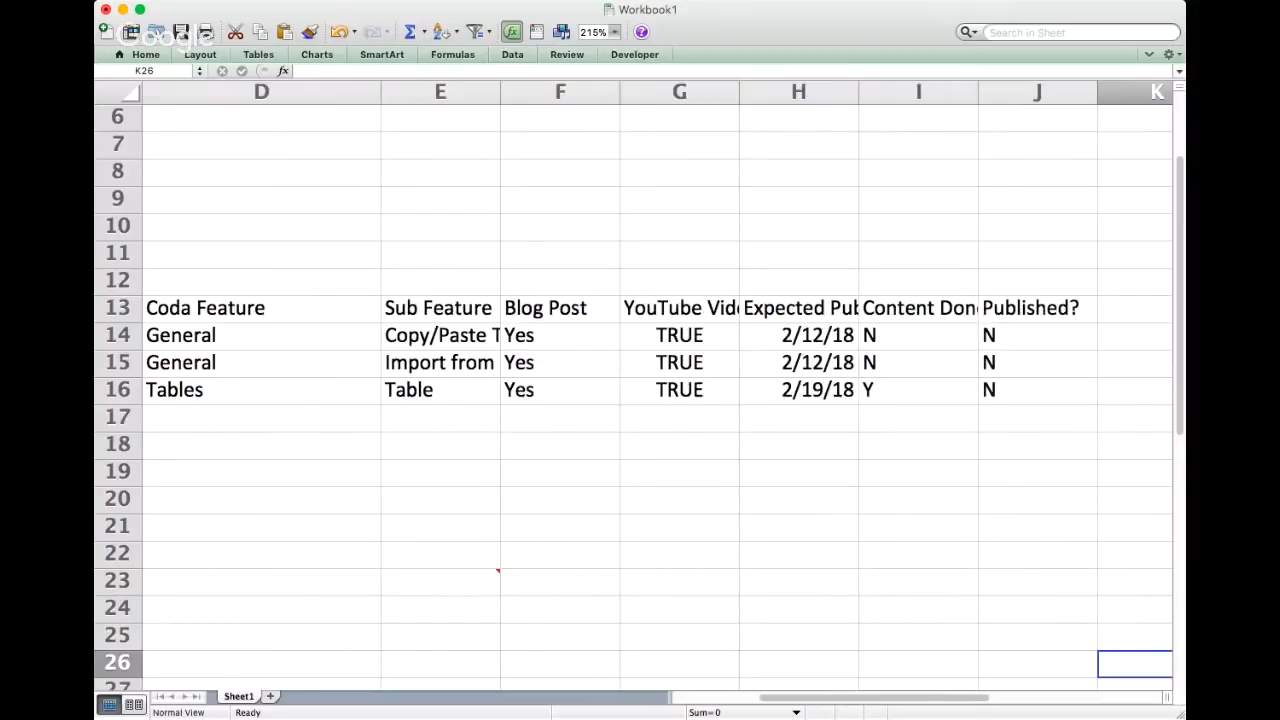 Workbook1
Google
215%
Search in Sheet
Home Layout Tables Charts SmartArt Formulas Data Review Developer
K26 fx
D E F G H I J K
6
7
8
9
10
11
12
13 Coda Feature Sub Feature Blog Post YouTube Vid Expected Pub Content Don Published?
14 General Copy/Paste T Yes TRUE 2/12/18 N N
15 General Import from Yes TRUE 2/12/18 N N
16 Tables Table Yes TRUE 2/19/18 Y N
17
18
19
20
21
22
23
24
25
26
27
Sheet1
Normal View Ready Sum=0